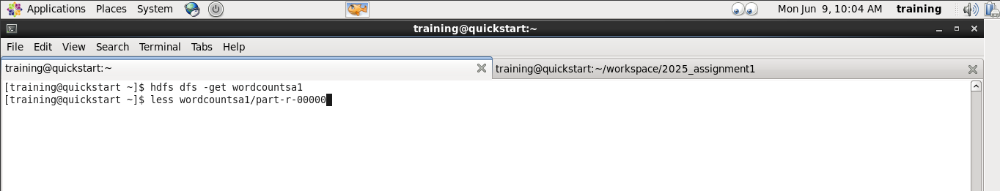 Applications Places System Mon Jun 9, 10:04 AM training
training@quickstart:~
File Edit View Search Terminal Tabs Help
training@quickstart:~ training@quickstart:~/workspace/2025_assignment1
[training@quickstart ~]$ hdfs dfs -get wordcountsa1
[training@quickstart ~]$ less wordcountsa1/part-r-00000